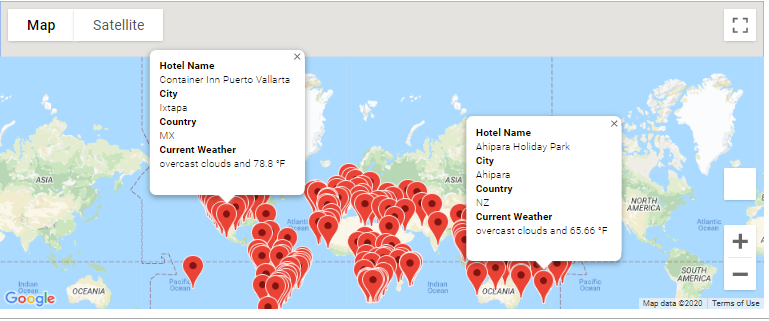 Map
Satellite
Hotel Name
Container Inn Puerto Vallarta
City
Ixtapa
Country
MX
Current Weather
overcast clouds and 78.8 °F
Hotel Name
Ahipara Holiday Park
City
Ahipara
Country
NZ
Current Weather
overcast clouds and 65.66 °F
ASIA
ASIA
NORTH
AMERICA
Atlantic
Ocean
Pacific
Ocean
Indian
Ocean
OCEANIA
Pacific
Ocean
Indian
Ocean
OCEANIA
SOUTH
AMERICA
Google
Map data ©2020
Terms of Use